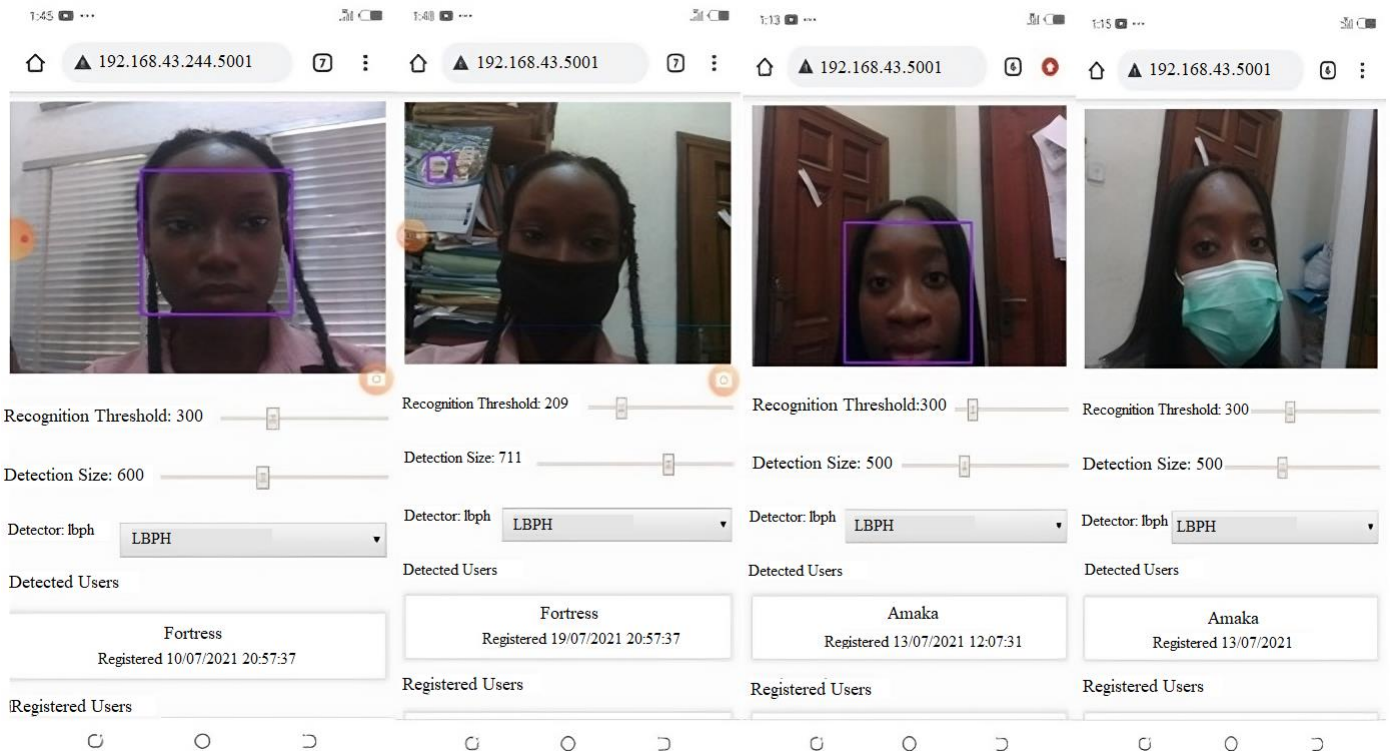 1:45
192.168.43.244.5001
7
Recognition Threshold: 300
Detection Size: 600
Detector: lbph
LBPH
Detected Users
Fortress
Registered 10/07/2021 20:57:37
Registered Users
1:48
192.168.43.5001
7
Recognition Threshold: 209
Detection Size: 711
Detector: lbph
LBPH
Detected Users
Fortress
Registered 19/07/2021 20:57:37
Registered Users
1:13
192.168.43.5001
6
Recognition Threshold:300
Detection Size: 500
Detector: lbph
LBPH
Detected Users
Amaka
Registered 13/07/2021 12:07:31
Registered Users
1:15
192.168.43.5001
6
Recognition Threshold: 300
Detection Size: 500
Detector: lbph
LBPH
Detected Users
Amaka
Registered 13/07/2021
Registered Users